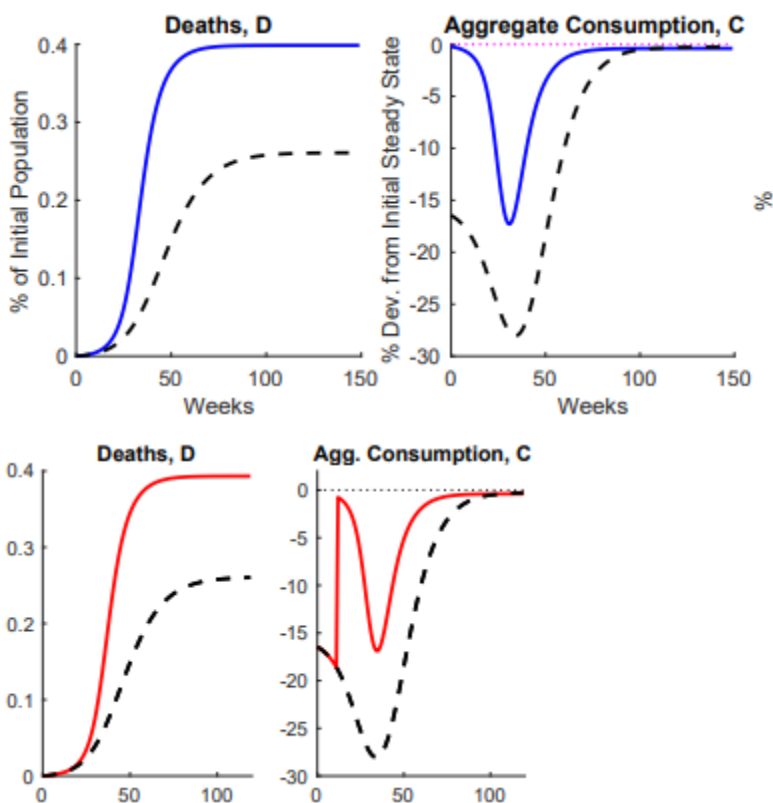 Deaths, D
Aggregate Consumption, C
% of Initial Population
0.4
0.3
0.2
0.1
0
0 50 100 150
Weeks
% Dev. from Initial Steady State
0
-5
-10
-15
-20
-25
-30
0 50 100 150
Weeks
%
Deaths, D
Agg. Consumption, C
0.4
0.3
0.2
0.1
0
0 50 100
0
-5
-10
-15
-20
-25
-30
0 50 100